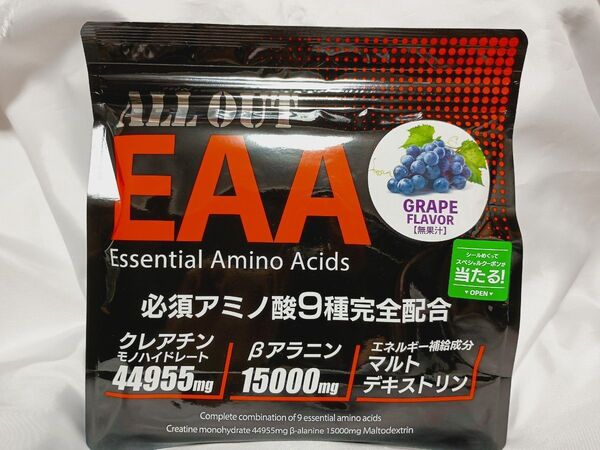 ALL OUT
EAA
Essential Amino Acids
GRAPE
FLAVOR
【無果汁】
シールめくって
スペシャルクーポンが
当たる!
▼OPEN▼
必須アミノ酸9種完全配合
クレアチン
モノハイドレート
44955mg
βアラニン
15000mg
エネルギー補給成分
マルト
デキストリン
Complete combination of 9 essential amino acids
Creatine monohydrate 44955mg β-alanine 15000mg Maltodextrin